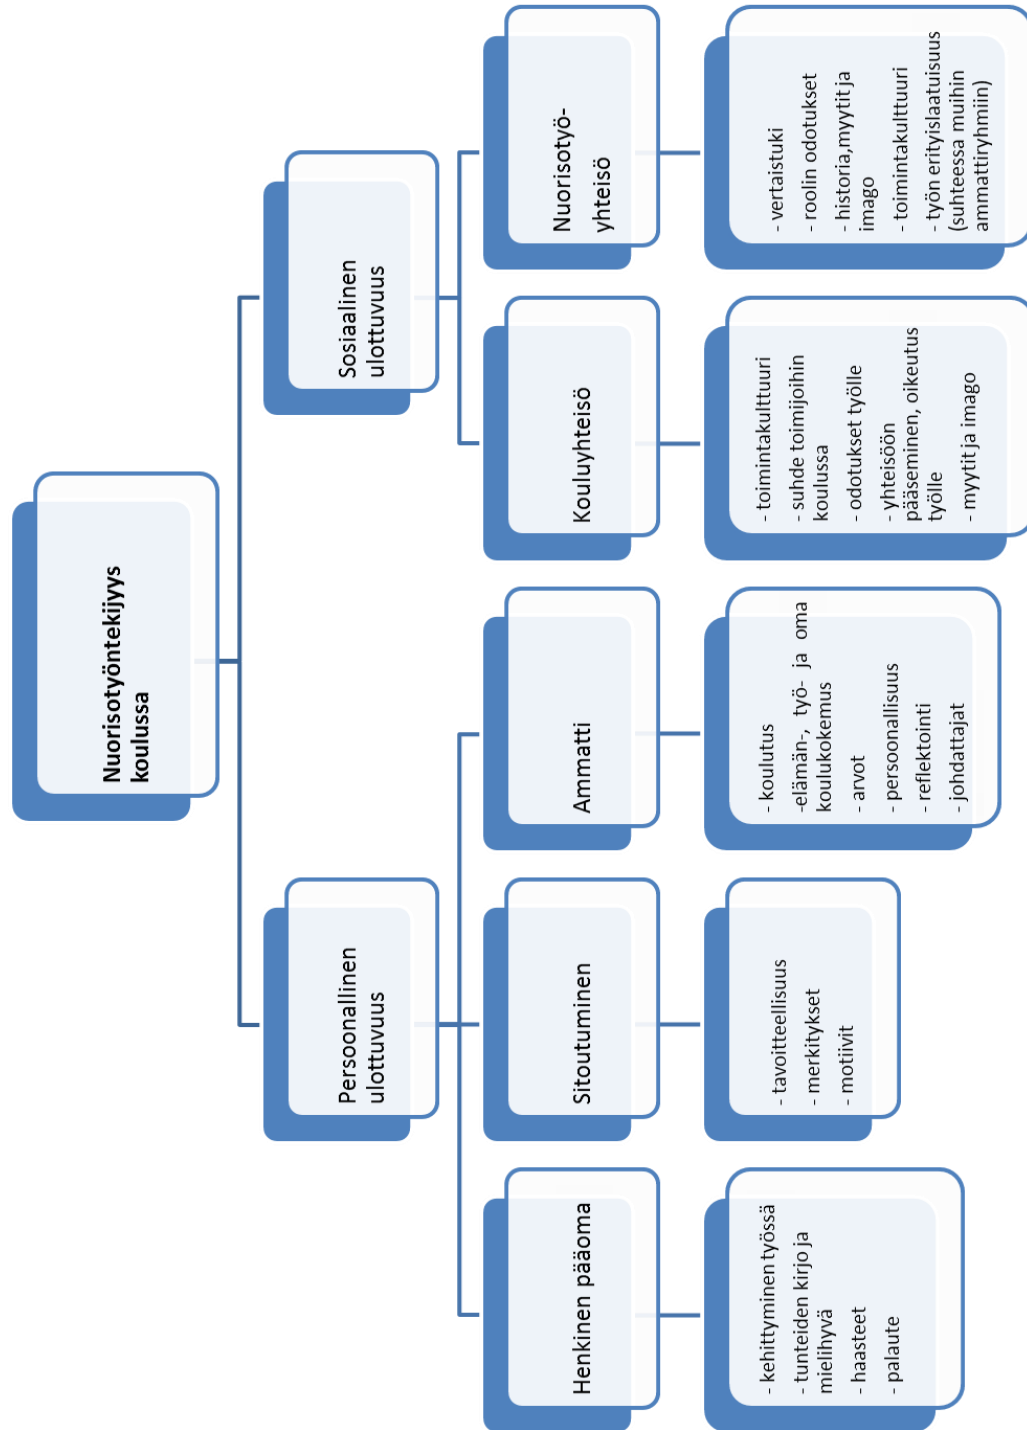 Nuorisotyöntekijyys
koulussa
Persoonallinen
ulottuvuus
Sosiaalinen
ulottuvuus
Henkinen pääoma
Sitoutuminen
Ammatti
Kouluyhteisö
Nuorisotyö-
yhteisö
- kehittyminen työssä
- tunteiden kirjo ja
mielihyvä
- haasteet
- palaute
- tavoitteellisuus
- merkitykset
- motiivit
- koulutus
-elämän-, työ- ja oma
koulukokemus
- arvot
- persoonallisuus
- reflektointi
- johdattajat
- toimintakulttuuri
- suhde toimijoihin
koulussa
- odotukset työlle
- yhteisöön
pääseminen, oikeutus
työlle
- myytit ja imago
- vertaistuki
- roolin odotukset
- historia,myytit ja
imago
- toimintakulttuuri
- työn erityislaatuisuus
(suhteessa muihin
ammattiryhmiin)